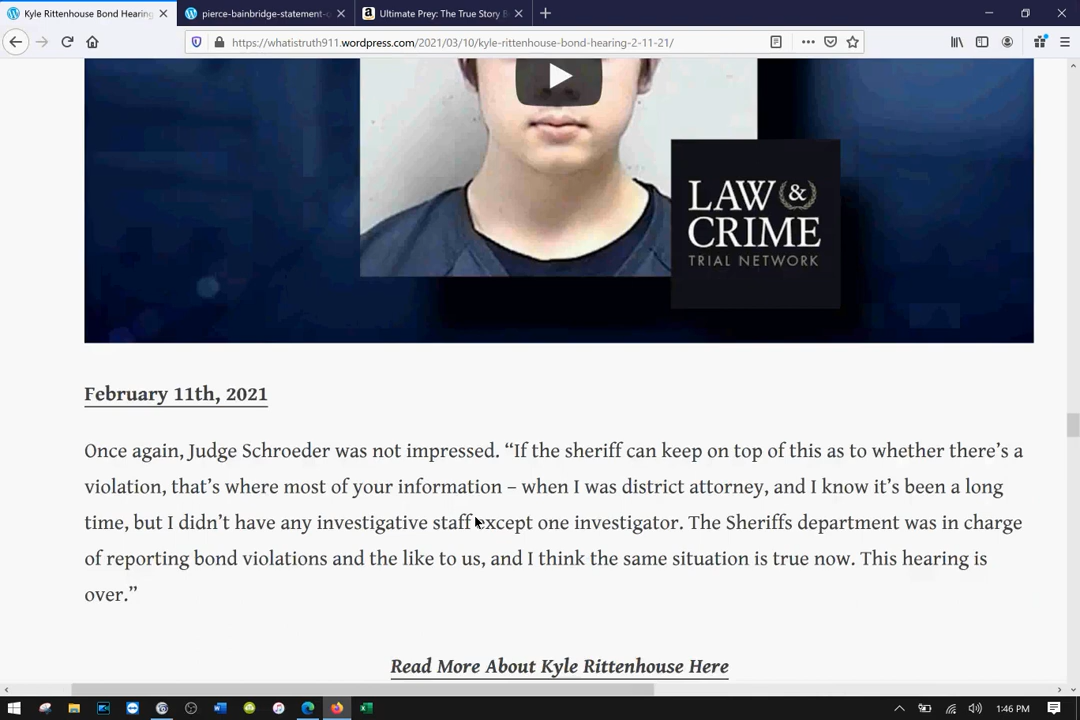 Kyle Rittenhouse Bond Hearing
pierce-bainbridge-statement-o
Ultimate Prey: The True Story B
https://whatistruth911.wordpress.com/2021/03/10/kyle-rittenhouse-bond-hearing-2-11-21/
LAW &
CRIME
TRIAL NETWORK
February 11th, 2021
Once again, Judge Schroeder was not impressed. “If the sheriff can keep on top of this as to whether there’s a
violation, that’s where most of your information – when I was district attorney, and I know it’s been a long
time, but I didn’t have any investigative staff except one investigator. The Sheriffs department was in charge
of reporting bond violations and the like to us, and I think the same situation is true now. This hearing is
over.”
Read More About Kyle Rittenhouse Here
1:46 PM